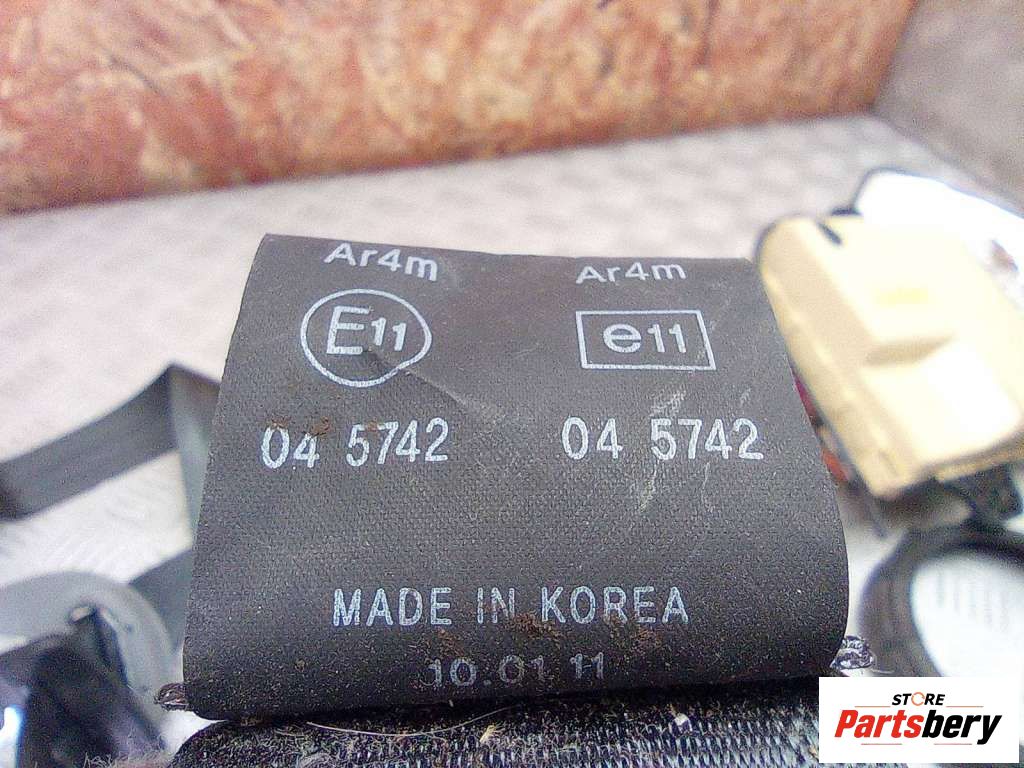 Ar4m Ar4m
E11 e11
04 5742 04 5742
MADE IN KOREA
10.01.11
STORE
Partsbery